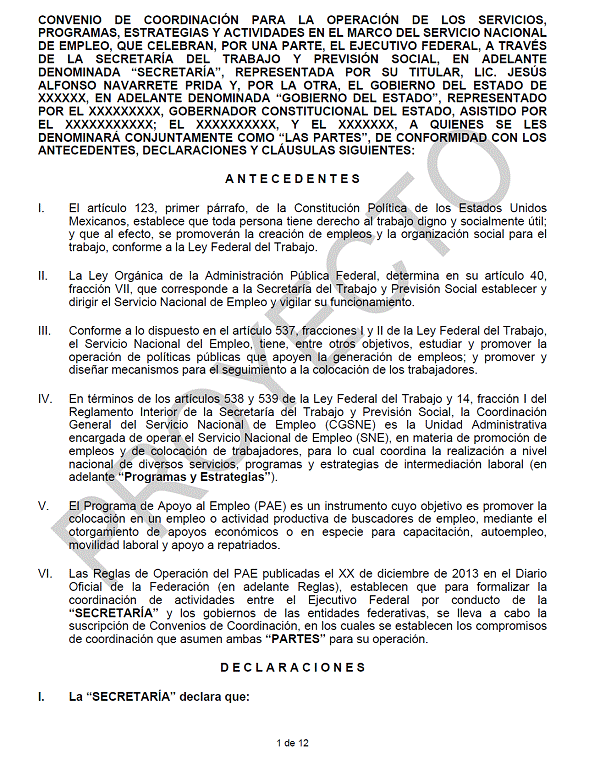 CONVENIO DE COORDINACIÓN PARA LA OPERACIÓN DE LOS SERVICIOS,
PROGRAMAS, ESTRATEGIAS Y ACTIVIDADES EN EL MARCO DEL SERVICIO NACIONAL
DE EMPLEO, QUE CELEBRAN, POR UNA PARTE, EL EJECUTIVO FEDERAL, A TRAVÉS
DE LA SECRETARÍA DEL TRABAJO Y PREVISIÓN SOCIAL, EN ADELANTE
DENOMINADA “SECRETARÍA”, REPRESENTADA POR SU TITULAR, LIC. JESÚS
ALFONSO NAVARRETE PRIDA Y, POR LA OTRA, EL GOBIERNO DEL ESTADO DE
XXXXXX, EN ADELANTE DENOMINADA “GOBIERNO DEL ESTADO”, REPRESENTADO
POR EL XXXXXXXXX, GOBERNADOR CONSTITUCIONAL DEL ESTADO, ASISTIDO POR
EL XXXXXXXXXXX; EL XXXXXXXXXX, Y EL XXXXXXX, A QUIENES SE LES
DENOMINARÁ CONJUNTAMENTE COMO “LAS PARTES”, DE CONFORMIDAD CON LOS
ANTECEDENTES, DECLARACIONES Y CLÁUSULAS SIGUIENTES:
A N T E C E D E N T E S
I. El artículo 123, primer párrafo, de la Constitución Política de los Estados Unidos
Mexicanos, establece que toda persona tiene derecho al trabajo digno y socialmente útil;
y que al efecto, se promoverán la creación de empleos y la organización social para el
trabajo, conforme a la Ley Federal del Trabajo.
II. La Ley Orgánica de la Administración Pública Federal, determina en su artículo 40,
fracción VII, que corresponde a la Secretaría del Trabajo y Previsión Social establecer y
dirigir el Servicio Nacional de Empleo y vigilar su funcionamiento.
III. Conforme a lo dispuesto en el artículo 537, fracciones I y II de la Ley Federal del Trabajo,
el Servicio Nacional del Empleo, tiene, entre otros objetivos, estudiar y promover la
operación de políticas públicas que apoyen la generación de empleos; y promover y
diseñar mecanismos para el seguimiento a la colocación de los trabajadores.
IV. En términos de los artículos 538 y 539 de la Ley Federal del Trabajo y 14, fracción I del
Reglamento Interior de la Secretaría del Trabajo y Previsión Social, la Coordinación
General del Servicio Nacional de Empleo (CGSNE) es la Unidad Administrativa
encargada de operar el Servicio Nacional de Empleo (SNE), en materia de promoción de
empleos y de colocación de trabajadores, para lo cual coordina la realización a nivel
nacional de diversos servicios, programas y estrategias de intermediación laboral (en
adelante “Programas y Estrategias”).
V. El Programa de Apoyo al Empleo (PAE) es un instrumento cuyo objetivo es promover la
colocación en un empleo o actividad productiva de buscadores de empleo, mediante el
otorgamiento de apoyos económicos o en especie para capacitación, autoempleo,
movilidad laboral y apoyo a repatriados.
VI. Las Reglas de Operación del PAE publicadas el XX de diciembre de 2013 en el Diario
Oficial de la Federación (en adelante Reglas), establecen que para formalizar la
coordinación de actividades entre el Ejecutivo Federal por conducto de la
“SECRETARÍA” y los gobiernos de las entidades federativas, se lleva a cabo la
suscripción de Convenios de Coordinación, en los cuales se establecen los compromisos
de coordinación que asumen ambas “PARTES” para su operación.
D E C L A R A C I O N E S
I. La “SECRETARÍA” declara que:
1 de 12
PROYECTO